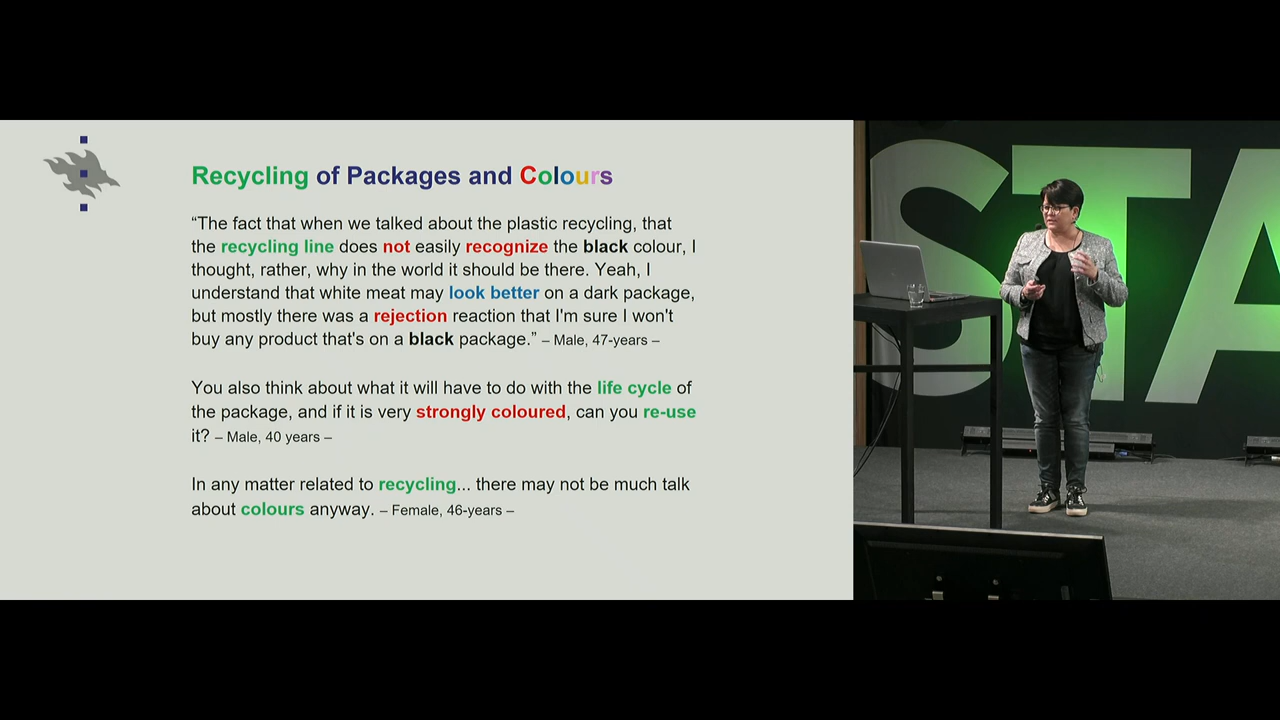 Recycling of Packages and Colours
“The fact that when we talked about the plastic recycling, that
the recycling line does not easily recognize the black colour, I
thought, rather, why in the world it should be there. Yeah, I
understand that white meat may look better on a dark package,
but mostly there was a rejection reaction that I'm sure I won't
buy any product that's on a black package.” – Male, 47-years –
You also think about what it will have to do with the life cycle of
the package, and if it is very strongly coloured, can you re-use
it? – Male, 40 years –
In any matter related to recycling... there may not be much talk
about colours anyway. – Female, 46-years –
STA